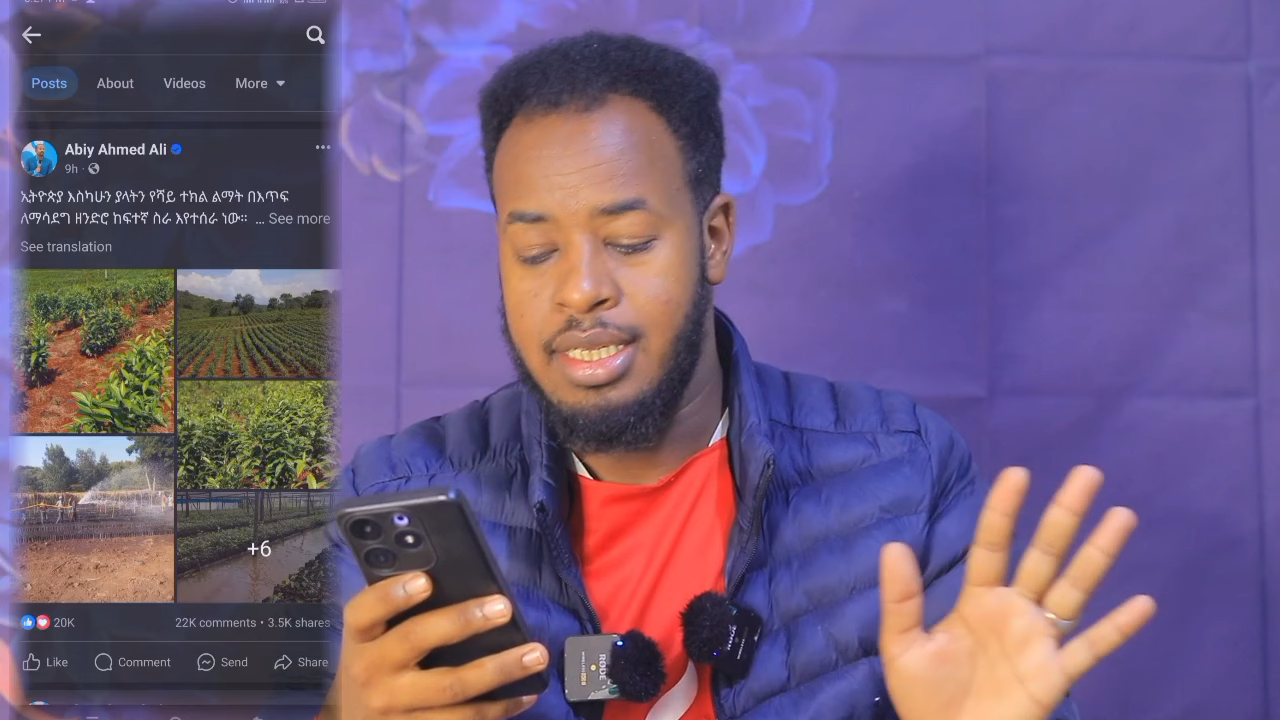 Posts About Videos More
Abiy Ahmed Ali
9h
ኢትዮጵያ እስካሁን ያላትን የሻይ ተክል ልማት በእጥፍ
ለማሳደግ ዘንድሮ ከፍተኛ ስራ እየተሰራ ነው። ... See more
See translation
+6
20K 22K comments • 3.5K shares
Like Comment Send Share
RODE